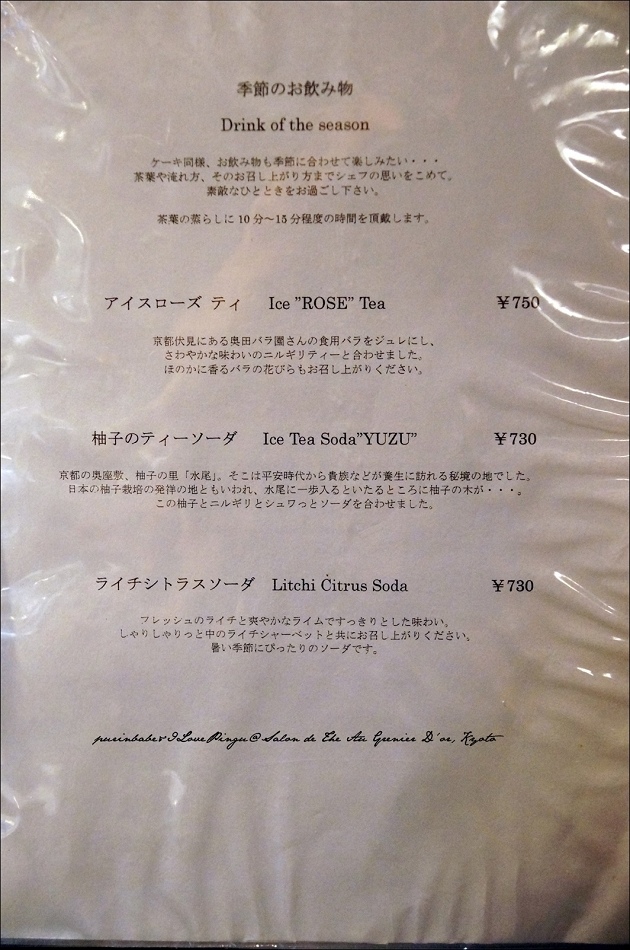 季節のお飲み物
Drink of the season
ケーキ同様、お飲み物も季節に合わせて楽しみたい・・・
茶葉や淹れ方、そのお召し上がり方までシェフの思いをこめて。
素敵なひとときをお過ごし下さい。
茶葉の蒸らしに 10 分～15 分程度の時間を頂戴します。
アイスローズ ティ Ice ”ROSE” Tea ￥750
京都伏見にある奥田バラ園さんの食用バラをジュレにし、
さわやかな味わいのニルギリティーと合わせました。
ほのかに香るバラの花びらもお召し上がりください。
柚子のティーソーダ Ice Tea Soda”YUZU” ￥730
京都の奥座敷、柚子の里「水尾」。そこは平安時代から貴族などが養生に訪れる秘境の地でした。
日本の柚子栽培の発祥の地ともいわれ、水尾に一歩入るといたるところに柚子の木が・・・。
この柚子とニルギリとシュワっとソーダを合わせました。
ライチシトラスソーダ Litchi Citrus Soda ￥730
フレッシュのライチと爽やかなライムですっきりとした味わい。
しゃりしゃりっと中のライチシャーベットと共にお召し上がりください。
暑い季節にぴったりのソーダです。
purinbabe&ILovePingu@Salon de The Au Grenier D'or, Kyoto